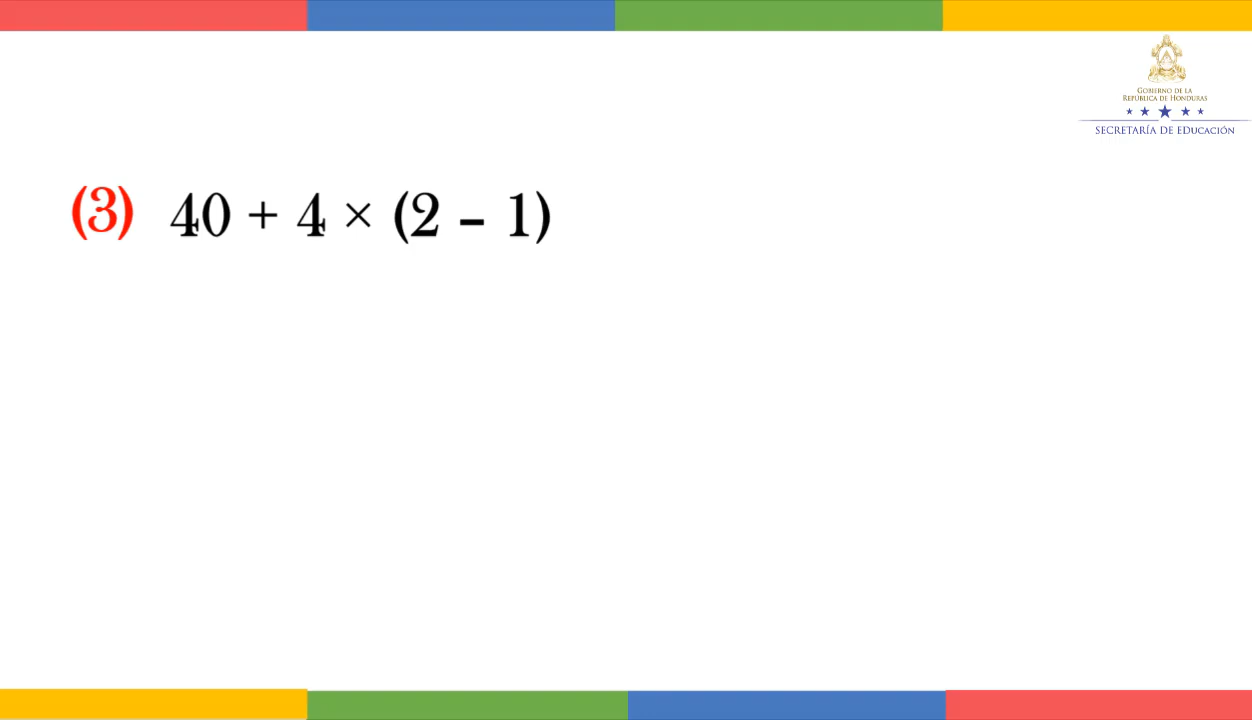 GOBIERNO DE LA
REPÚBLICA DE HONDURAS
SECRETARÍA DE EDUCACIÓN
(3) 40 + 4 × (2 - 1)